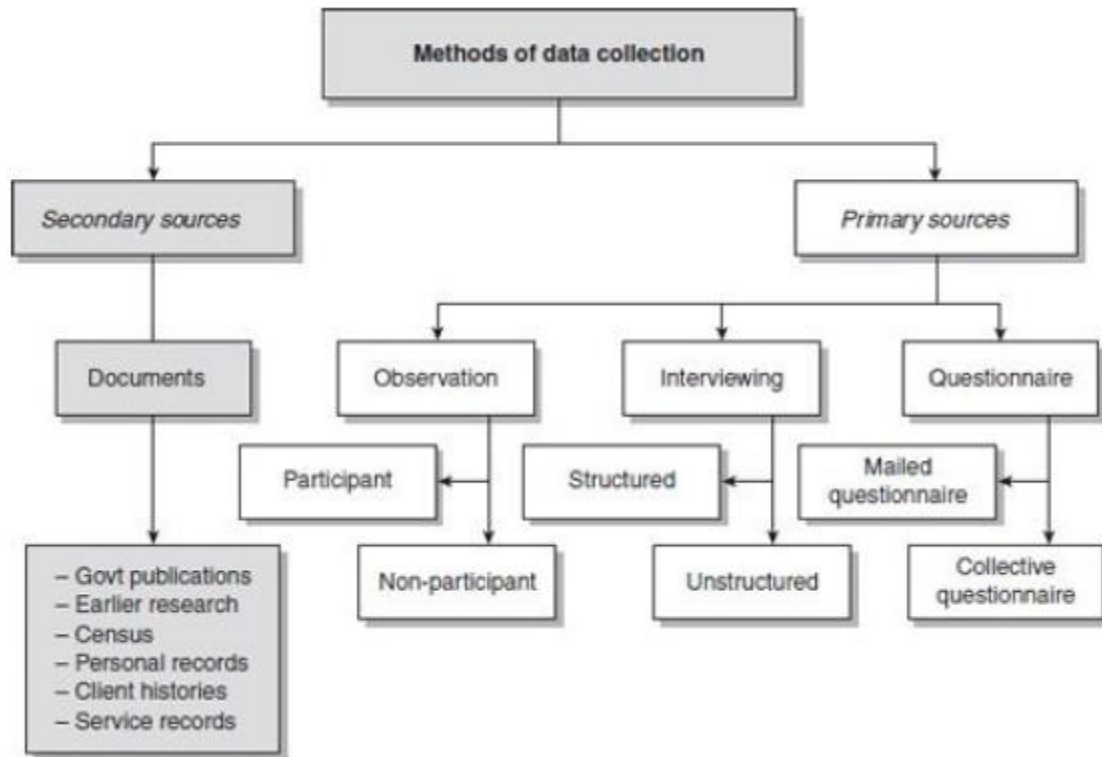 Methods of data collection
Secondary sources
Primary sources
Documents
Observation
Interviewing
Questionnaire
Participant
Structured
Mailed
questionnaire
– Govt publications
– Earlier research
– Census
– Personal records
– Client histories
– Service records
Non-participant
Unstructured
Collective
questionnaire